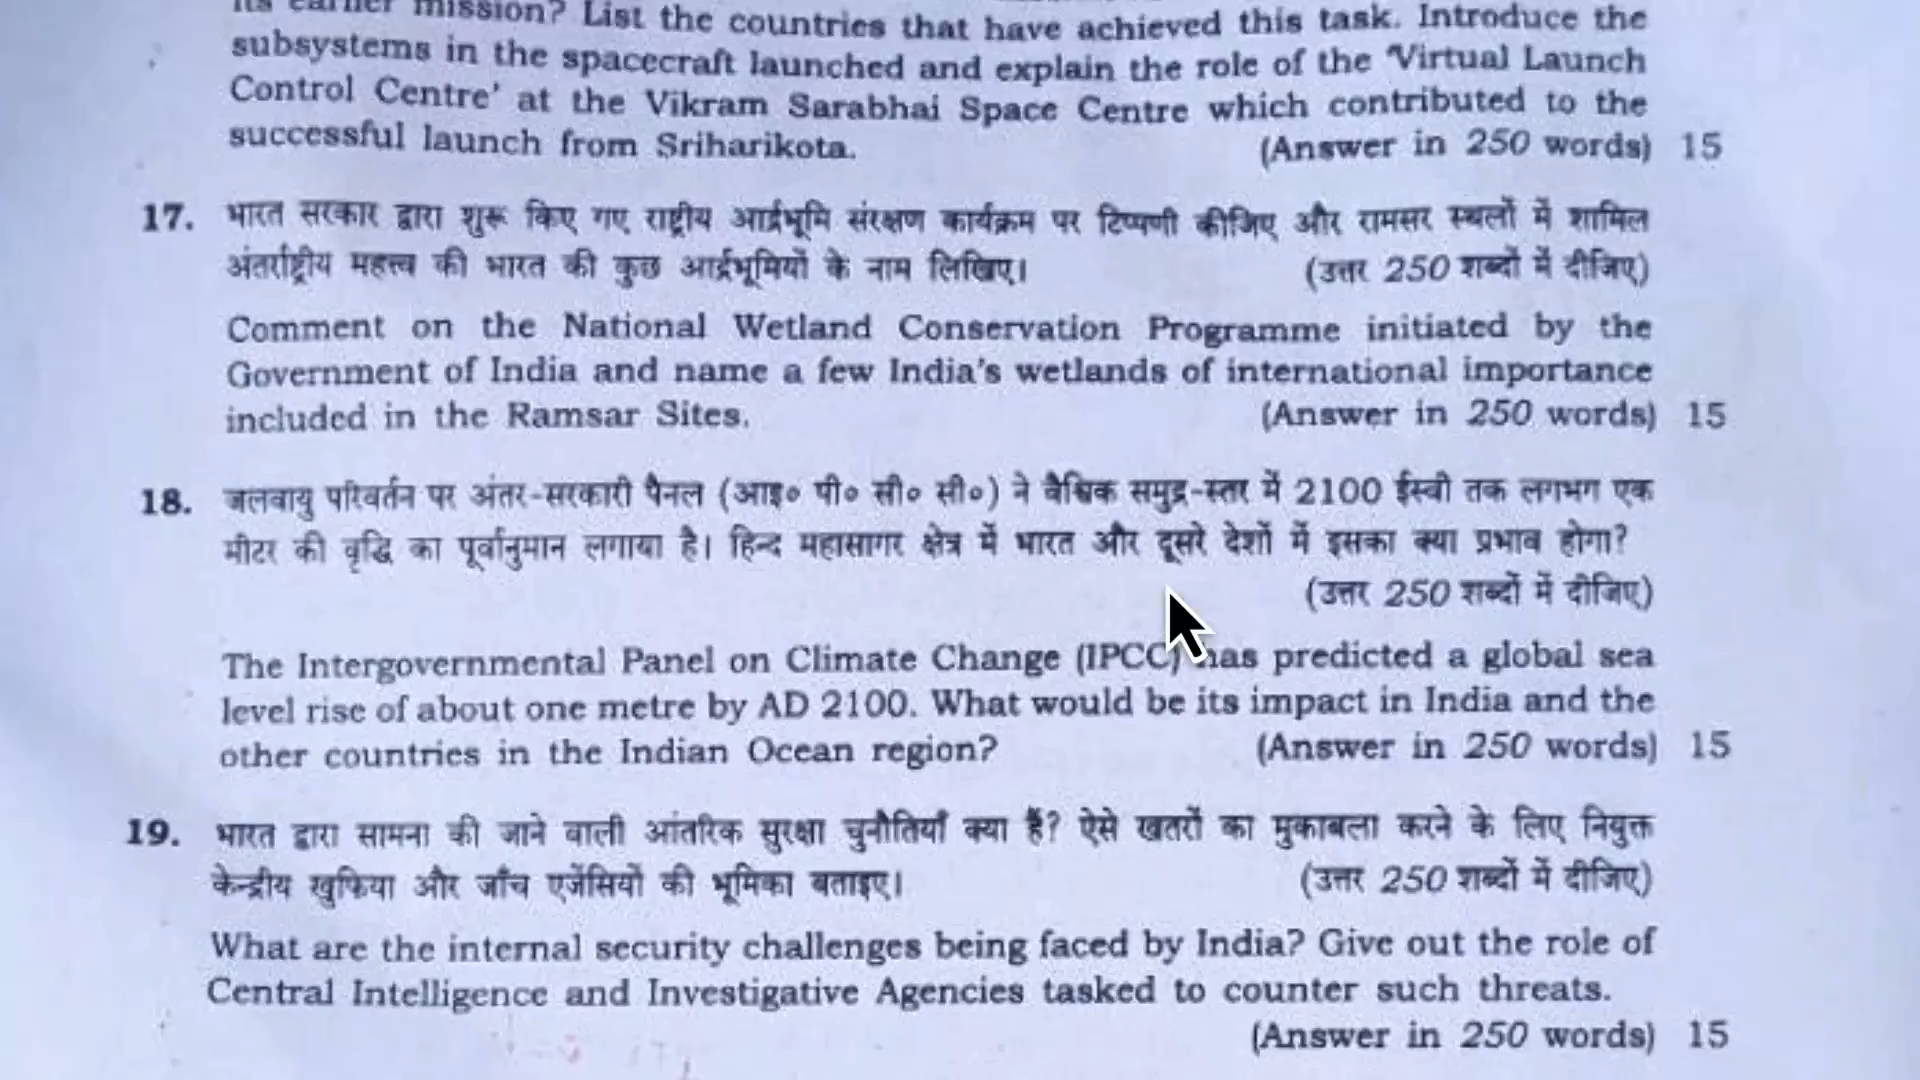 its earlier mission? List the countries that have achieved this task. Introduce the
subsystems in the spacecraft launched and explain the role of the 'Virtual Launch
Control Centre' at the Vikram Sarabhai Space Centre which contributed to the
successful launch from Sriharikota. (Answer in 250 words) 15
17. भारत सरकार द्वारा शुरू किए गए राष्ट्रीय आर्द्रभूमि संरक्षण कार्यक्रम पर टिप्पणी कीजिए और रामसर स्थलों में शामिल
अंतर्राष्ट्रीय महत्त्व की भारत की कुछ आर्द्रभूमियों के नाम लिखिए। (उत्तर 250 शब्दों में दीजिए)
Comment on the National Wetland Conservation Programme initiated by the
Government of India and name a few India's wetlands of international importance
included in the Ramsar Sites. (Answer in 250 words) 15
18. जलवायु परिवर्तन पर अंतर-सरकारी पैनल (आइ० पी० सी० सी०) ने वैश्विक समुद्र-स्तर में 2100 ईस्वी तक लगभग एक
मीटर की वृद्धि का पूर्वानुमान लगाया है। हिन्द महासागर क्षेत्र में भारत और दूसरे देशों में इसका क्या प्रभाव होगा?
(उत्तर 250 शब्दों में दीजिए)
The Intergovernmental Panel on Climate Change (IPCC) has predicted a global sea
level rise of about one metre by AD 2100. What would be its impact in India and the
other countries in the Indian Ocean region? (Answer in 250 words) 15
19. भारत द्वारा सामना की जाने वाली आंतरिक सुरक्षा चुनौतियाँ क्या हैं? ऐसे खतरों का मुकाबला करने के लिए नियुक्त
केन्द्रीय खुफिया और जाँच एजेंसियों की भूमिका बताइए। (उत्तर 250 शब्दों में दीजिए)
What are the internal security challenges being faced by India? Give out the role of
Central Intelligence and Investigative Agencies tasked to counter such threats.
(Answer in 250 words) 15